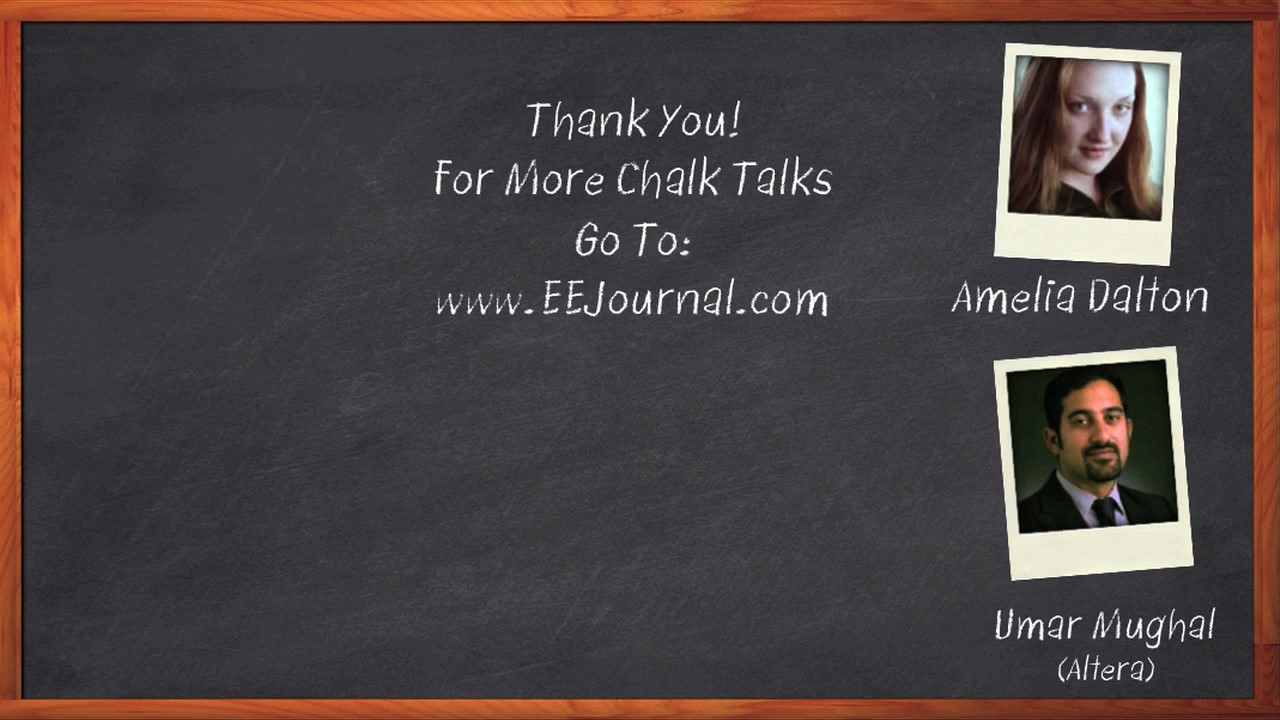 Thank You!
For More Chalk Talks
Go To:
www.EEJournal.com
Amelia Dalton
Umar Mughal
(Altera)